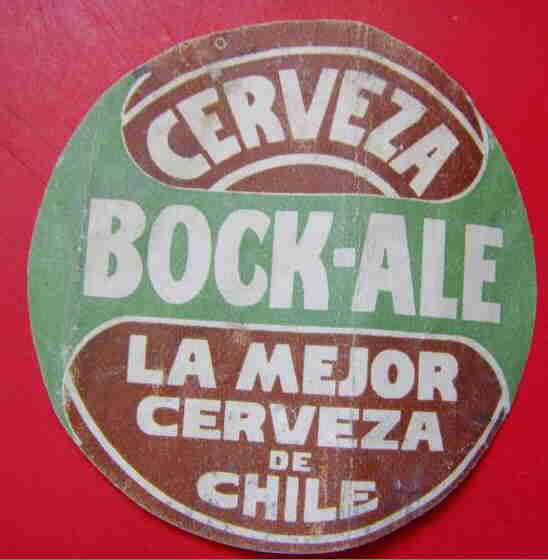 CERVEZA
BOCK-ALE
LA MEJOR
CERVEZA
DE
CHILE